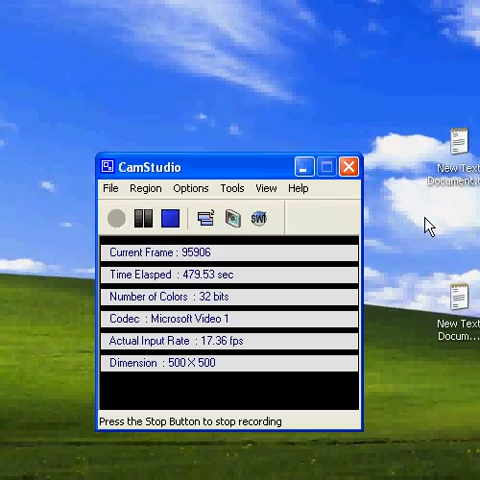 CamStudio
File Region Options Tools View Help
SWF
Current Frame : 95906
Time Elasped : 479.53 sec
Number of Colors : 32 bits
Codec : Microsoft Video 1
Actual Input Rate : 17.36 fps
Dimension : 500 X 500
Press the Stop Button to stop recording
New Text
Document.t
New Text
Docum...